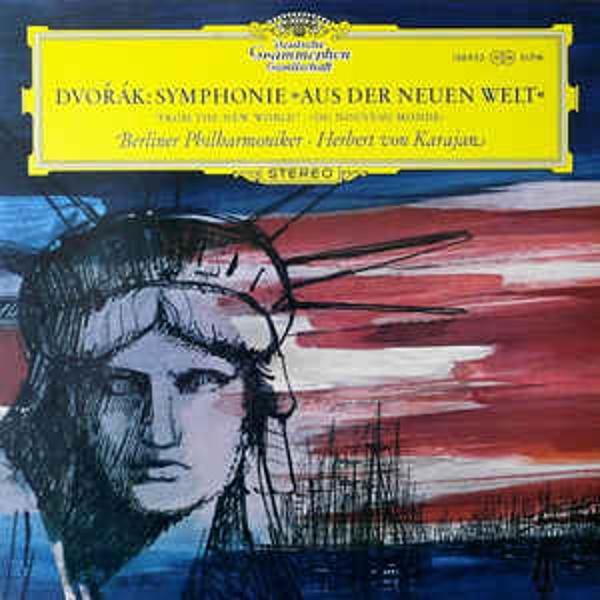 Deutsche
Grammophon
Gesellschaft
SLPM
DVOŘÁK: SYMPHONIE »AUS DER NEUEN WELT«
"FROM THE NEW WORLD" · »DU NOUVEAU MONDE«
Berliner Philharmoniker · Herbert von Karajan
STEREO